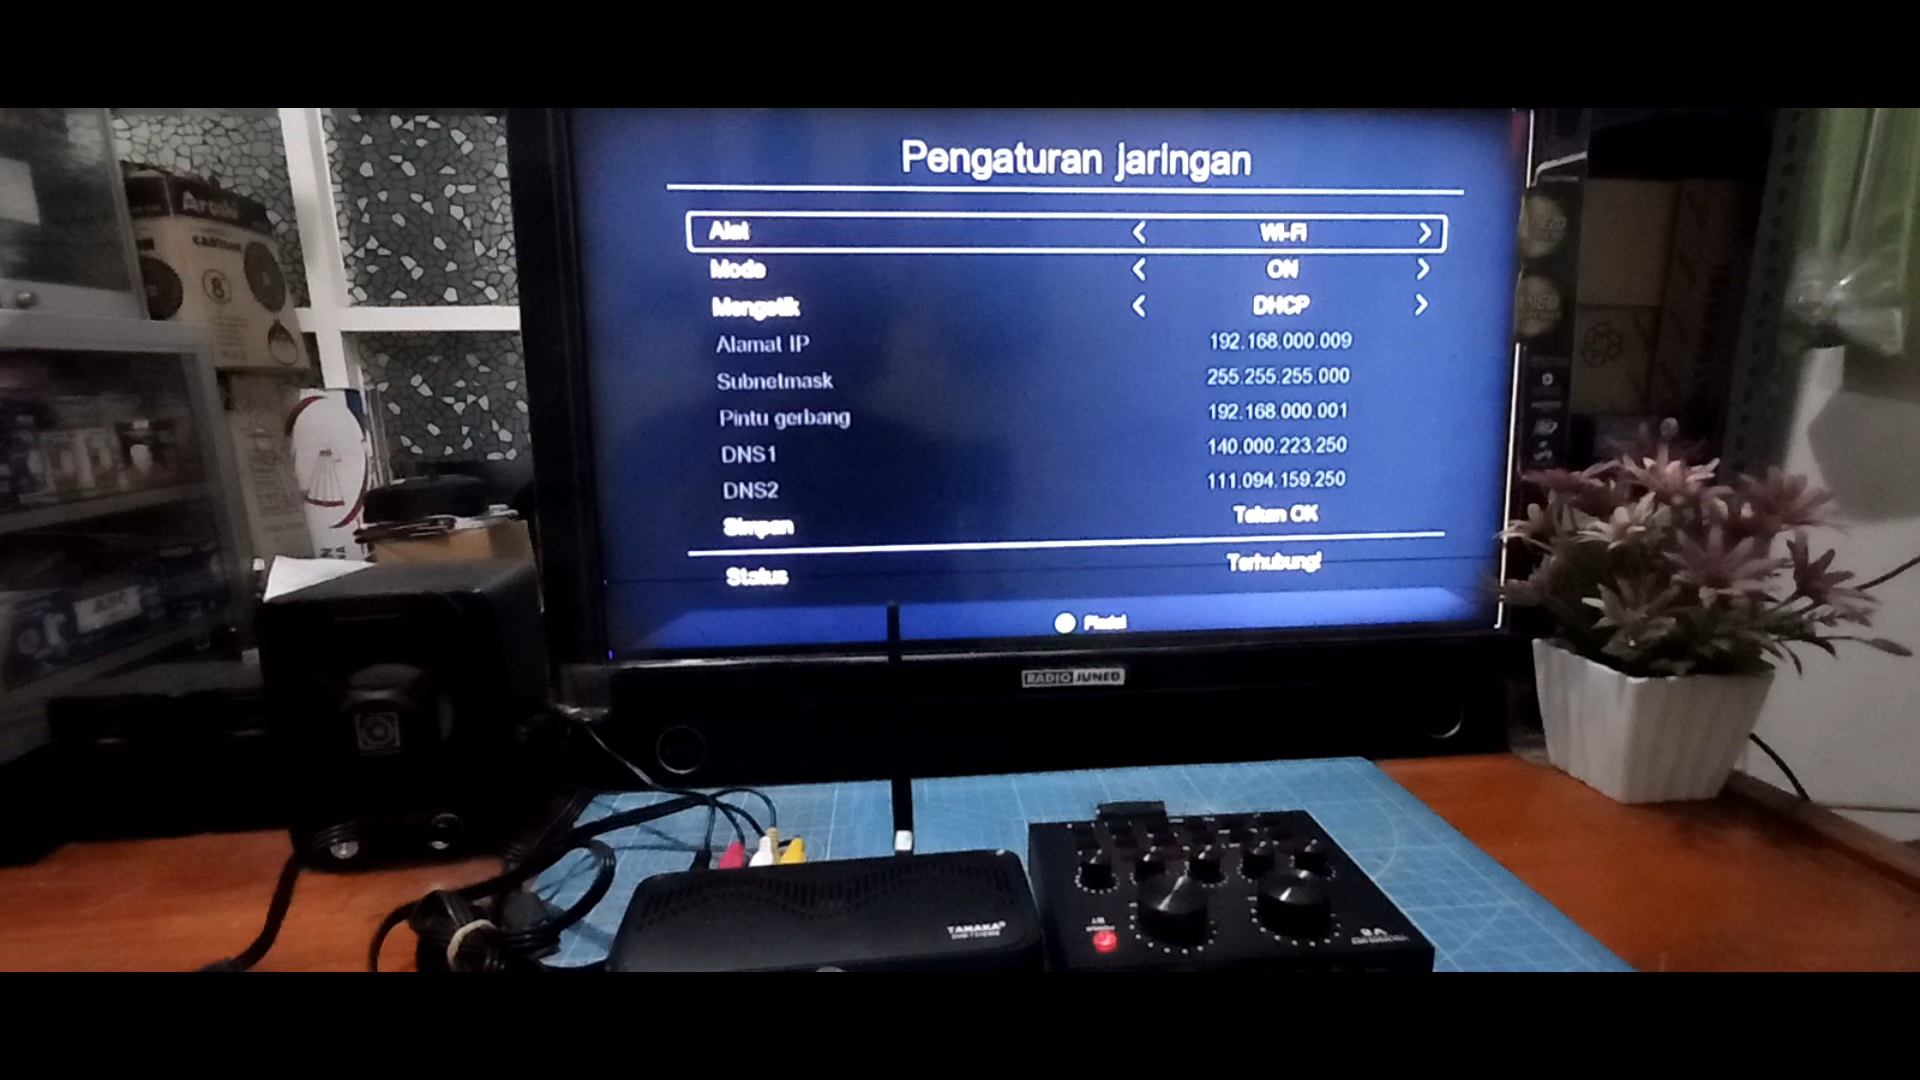 Pengaturan jaringan
Alat < Wi-Fi >
Mode < ON >
Mengetik < DHCP >
Alamat IP 192.168.000.009
Subnetmask 255.255.255.000
Pintu gerbang 192.168.000.001
DNS1 140.000.223.250
DNS2 111.094.159.250
Simpan Tekan OK
Status Terhubung!
RADIO JUNED
TANAKA